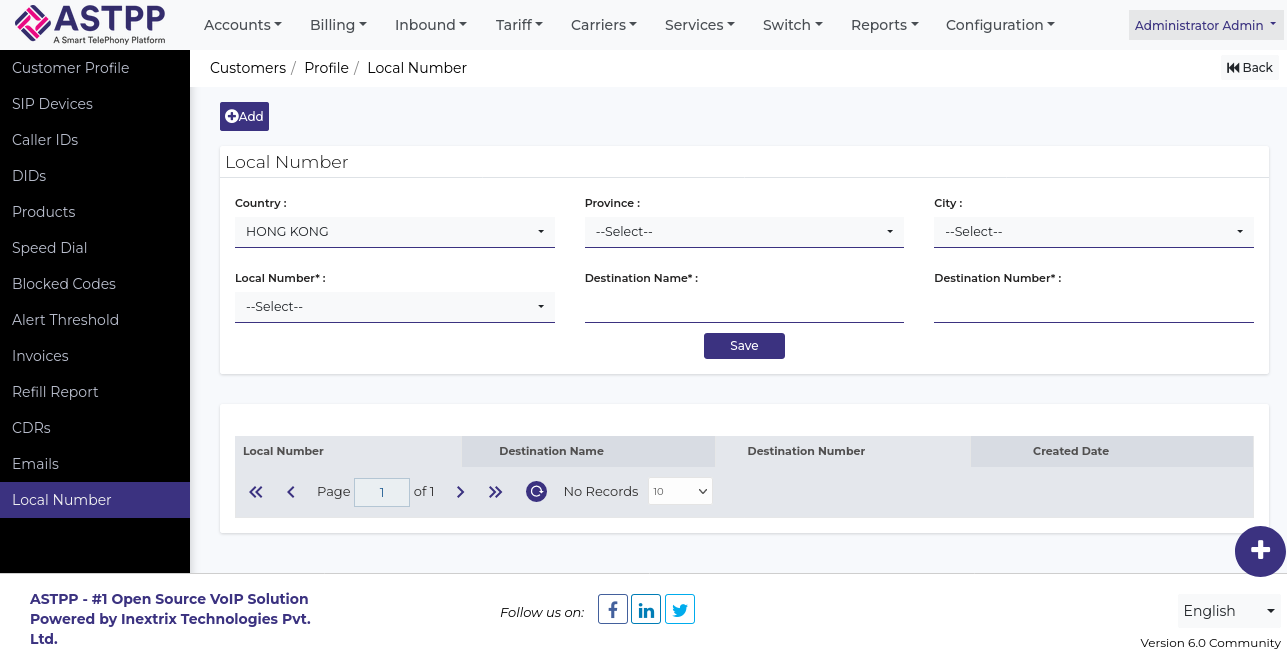 ASTPP
A Smart TelePhony Platform
Accounts Billing Inbound Tariff Carriers Services Switch Reports Configuration
Administrator Admin
Customer Profile
SIP Devices
Caller IDs
DIDs
Products
Speed Dial
Blocked Codes
Alert Threshold
Invoices
Refill Report
CDRs
Emails
Local Number
Customers / Profile / Local Number
Back
Add
Local Number
Country : Province : City :
HONG KONG --Select-- --Select--
Local Number* : Destination Name* : Destination Number* :
--Select--
Save
Local Number Destination Name Destination Number Created Date
Page 1 of 1 No Records 10
ASTPP - #1 Open Source VoIP Solution
Powered by Inextrix Technologies Pvt.
Ltd.
Follow us on:
English
Version 6.0 Community